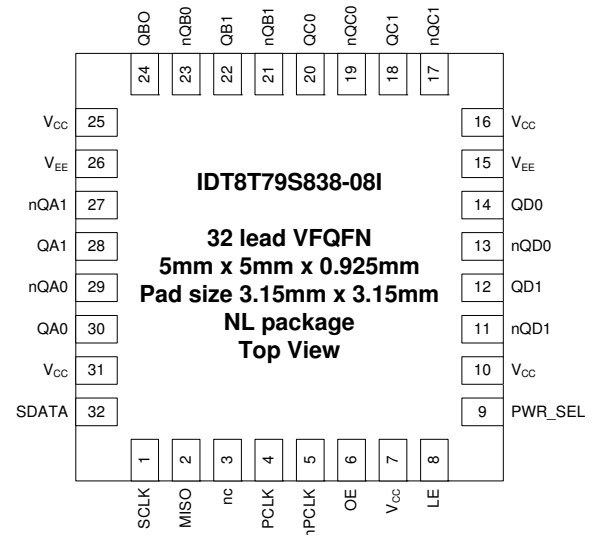 QBO
nQB0
QB1
nQB1
QC0
nQC0
QC1
nQC1
24
23
22
21
20
19
18
17
VCC 25
VEE 26
nQA1 27
QA1 28
nQA0 29
QA0 30
VCC 31
SDATA 32
IDT8T79S838-08I
32 lead VFQFN
5mm x 5mm x 0.925mm
Pad size 3.15mm x 3.15mm
NL package
Top View
16 VCC
15 VEE
14 QD0
13 nQD0
12 QD1
11 nQD1
10 VCC
9 PWR_SEL
1
2
3
4
5
6
7
8
SCLK
MISO
nc
PCLK
nPCLK
OE
VCC
LE